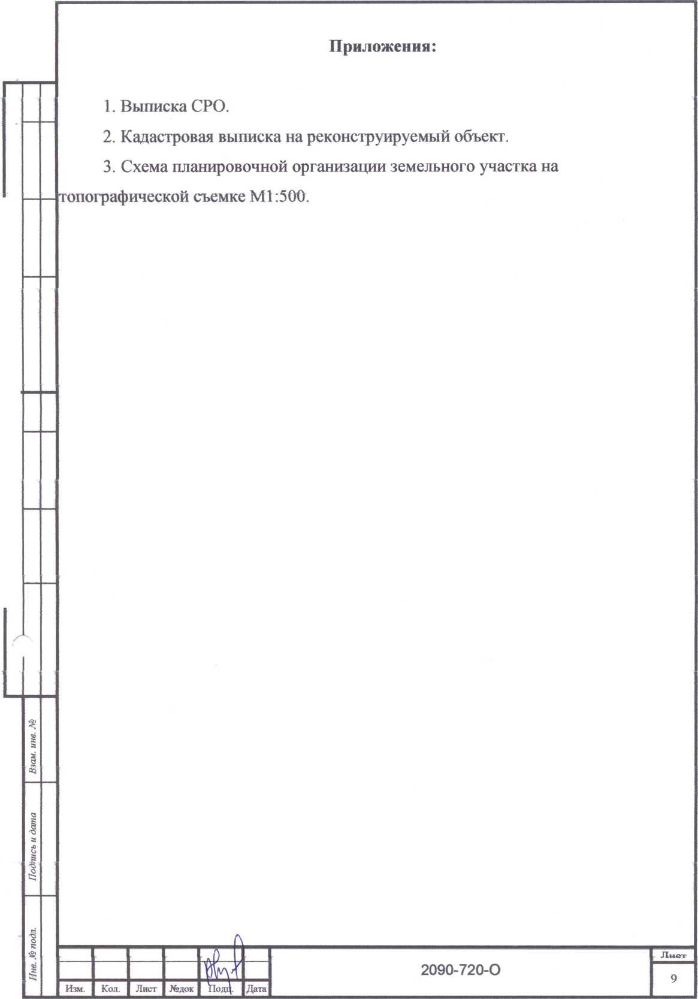 Приложения:
1. Выписка СРО.
2. Кадастровая выписка на реконструируемый объект.
3. Схема планировочной организации земельного участка на
топографической съемке М1:500.
Взам. инв. №
Подпись и дата
Инв. № подл.
Изм. Кол. Лист №док Подп. Дата
2090-720-О
Лист
9